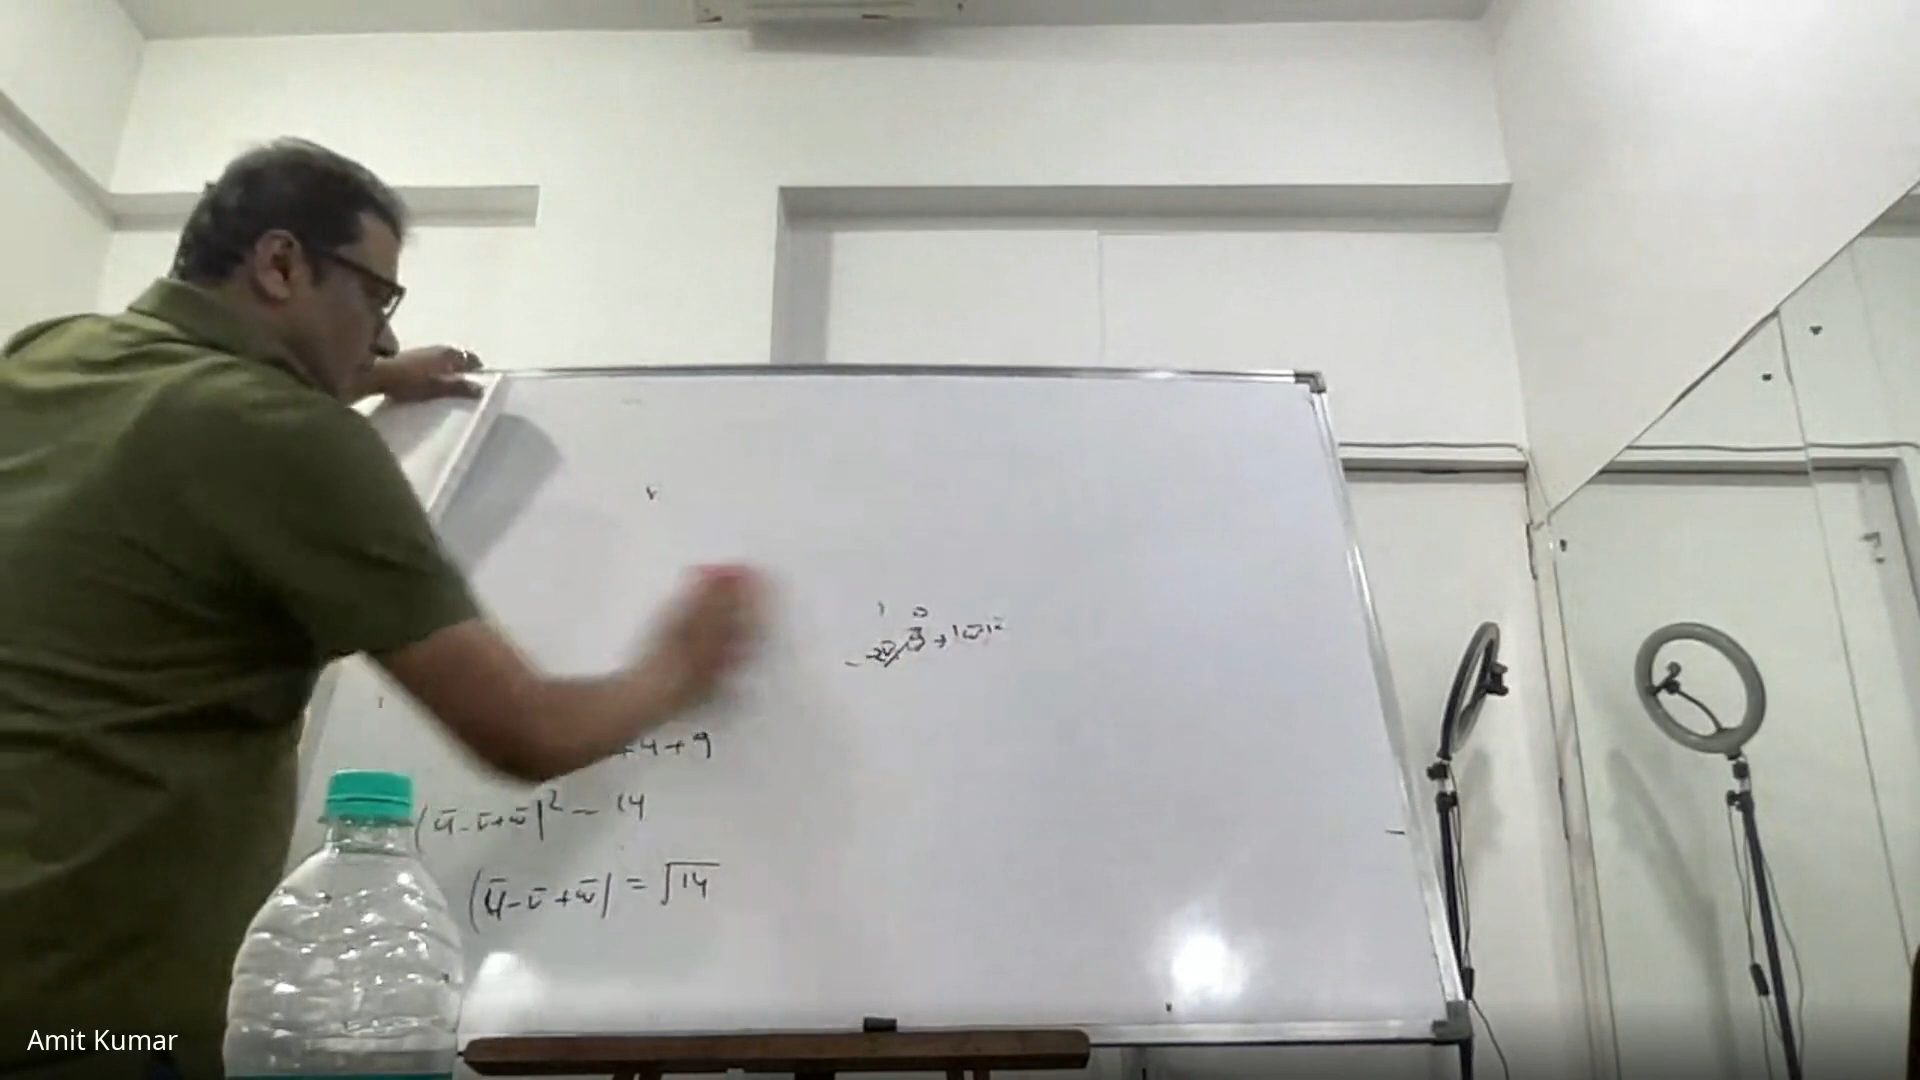 + 4 + 9
|ū - v̄ + w̄|² = 14
|ū - v̄ + w̄| = √14
Amit Kumar